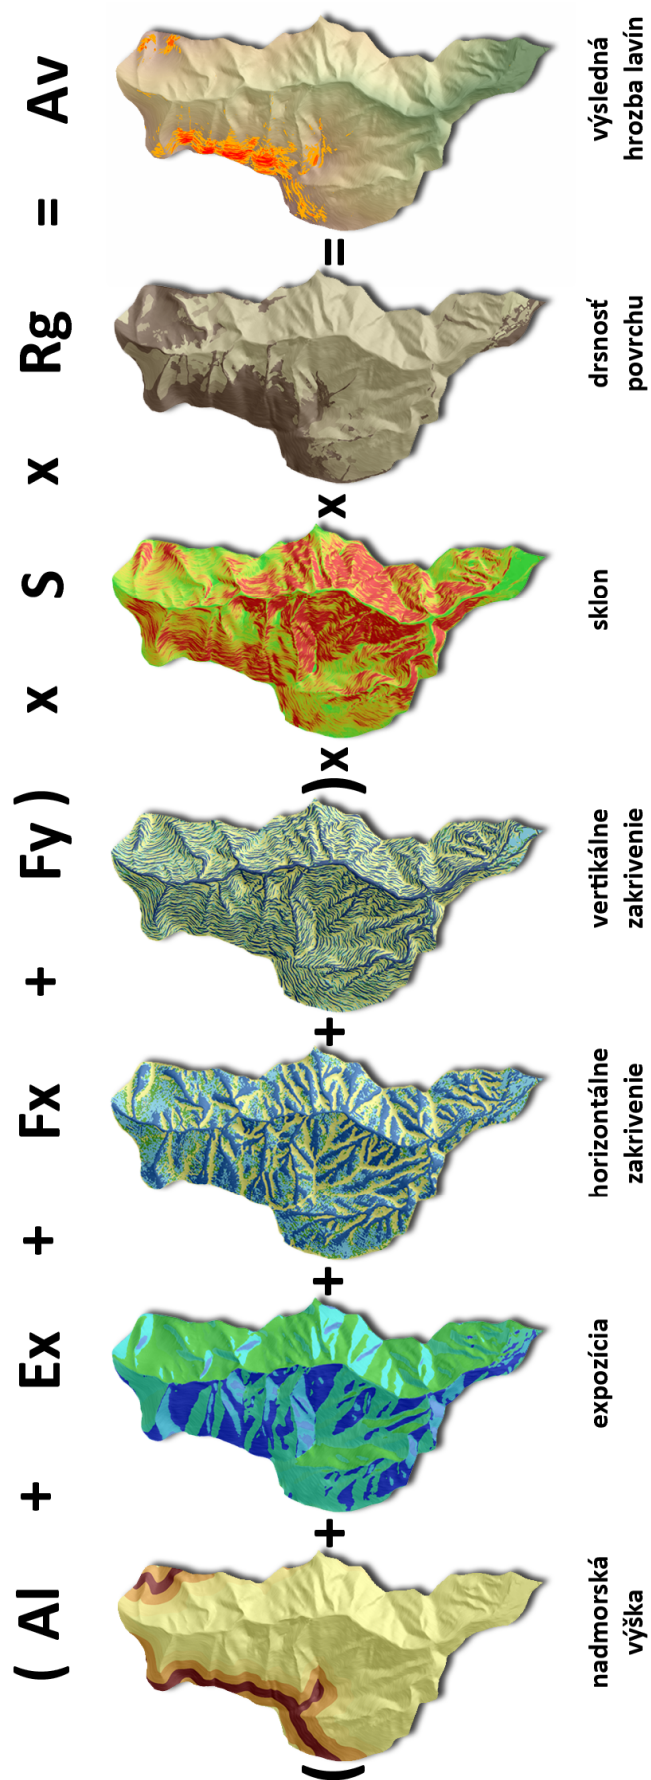 ( Al + Ex + Fx + Fy ) x S x Rg = Av
( + + + )x x =
nadmorská
výška
expozícia
horizontálne
zakrivenie
vertikálne
zakrivenie
sklon
drsnosť
povrchu
výsledná
hrozba lavín